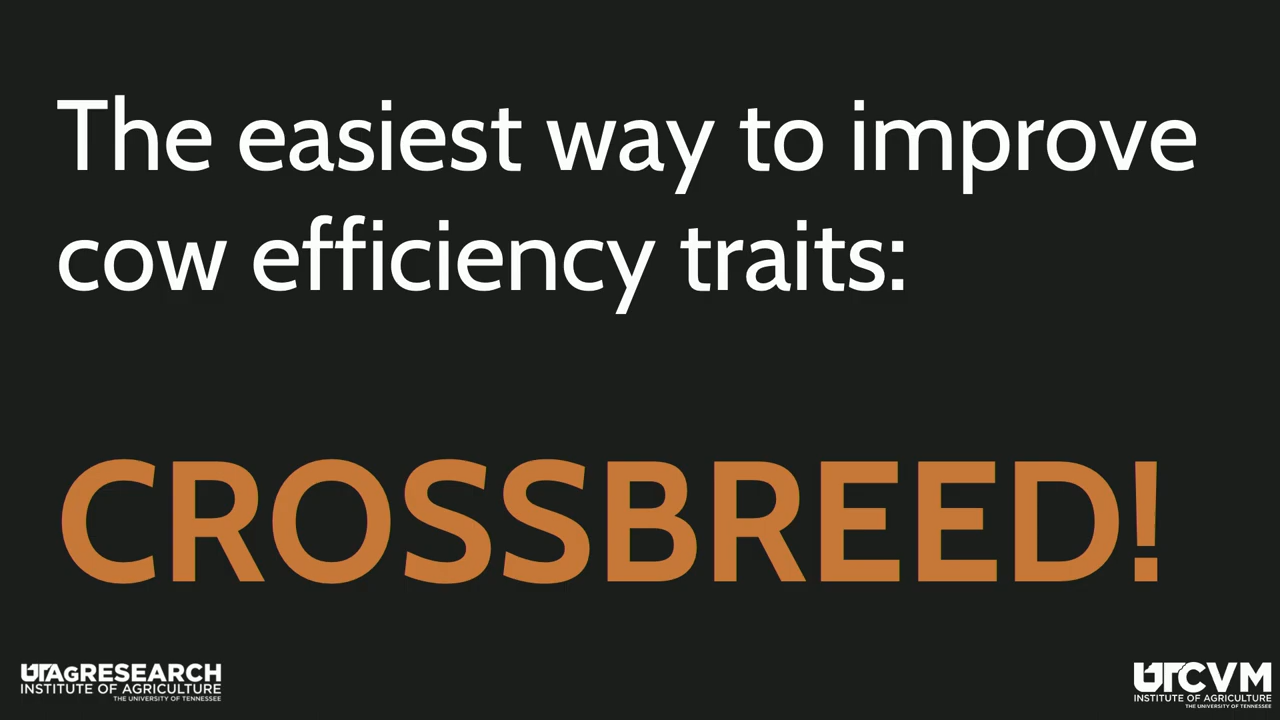 The easiest way to improve
cow efficiency traits:
CROSSBREED!
UTAgRESEARCH
INSTITUTE OF AGRICULTURE
THE UNIVERSITY OF TENNESSEE
UTCVM
INSTITUTE OF AGRICULTURE
THE UNIVERSITY OF TENNESSEE